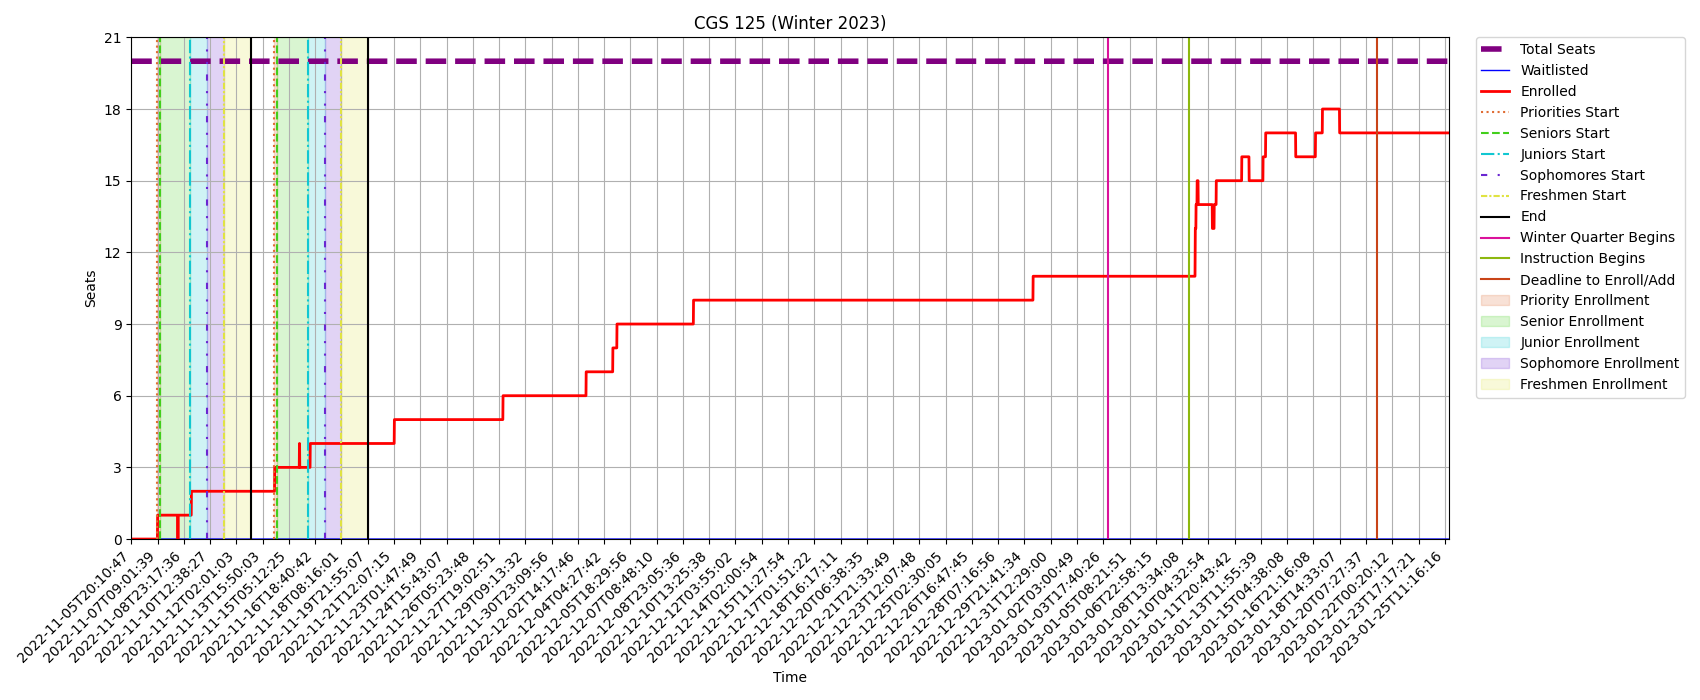 CGS 125 (Winter 2023)
21
18
15
12
9
6
3
0
Seats
2022-11-05T20:10:47
2022-11-07T09:01:39
2022-11-08T23:17:36
2022-11-10T12:38:27
2022-11-12T02:01:03
2022-11-13T15:50:03
2022-11-15T05:12:25
2022-11-16T18:40:42
2022-11-18T08:16:01
2022-11-19T21:55:07
2022-11-21T12:07:15
2022-11-23T01:47:49
2022-11-24T15:43:07
2022-11-26T05:23:48
2022-11-27T19:02:51
2022-11-29T09:13:32
2022-11-30T23:09:56
2022-12-02T14:17:46
2022-12-04T04:27:42
2022-12-05T18:29:56
2022-12-07T08:48:10
2022-12-08T23:05:36
2022-12-10T13:25:38
2022-12-12T03:55:02
2022-12-14T02:00:54
2022-12-15T11:27:54
2022-12-17T01:51:22
2022-12-18T16:17:11
2022-12-20T06:38:35
2022-12-21T21:33:49
2022-12-23T12:07:48
2022-12-25T02:30:05
2022-12-26T16:47:45
2022-12-28T07:16:56
2022-12-29T21:41:34
2022-12-31T12:29:00
2023-01-02T03:00:49
2023-01-03T17:40:26
2023-01-05T08:21:51
2023-01-06T22:58:15
2023-01-08T13:34:08
2023-01-10T04:32:54
2023-01-11T20:43:42
2023-01-13T11:55:39
2023-01-15T04:38:08
2023-01-16T21:16:08
2023-01-18T14:33:07
2023-01-20T07:27:37
2023-01-22T00:20:12
2023-01-23T17:17:21
2023-01-25T11:16:16
Time
Total Seats
Waitlisted
Enrolled
Priorities Start
Seniors Start
Juniors Start
Sophomores Start
Freshmen Start
End
Winter Quarter Begins
Instruction Begins
Deadline to Enroll/Add
Priority Enrollment
Senior Enrollment
Junior Enrollment
Sophomore Enrollment
Freshmen Enrollment